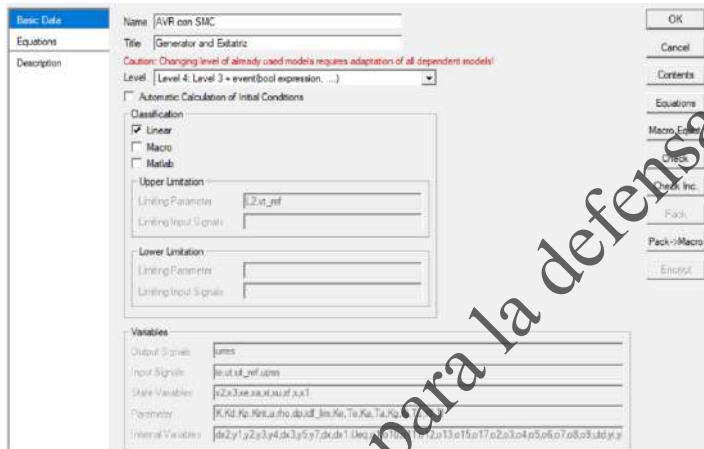 Basic Data
Equations
Description
Name AVR con SMC
Title Generator and Exitatriz
Caution: Changing level of already used models requires adaptation of all dependent models!
Level Level 4: Level 3 + event(bool expression, ....)
Automatic Calculation of Initial Conditions
Classification
Linear
Macro
Matlab
Upper Limitation
Limiting Parameter
Limiting Input Signals
Lower Limitation
Limiting Parameter
Limiting Input Signals
Variables
Output Signals
Input Signals
State Variables
Parameter
Internal Variables
OK
Cancel
Contents
Equations
Check
Check Inc.
Pack
Pack->Macro
Encrypt
para la defensa